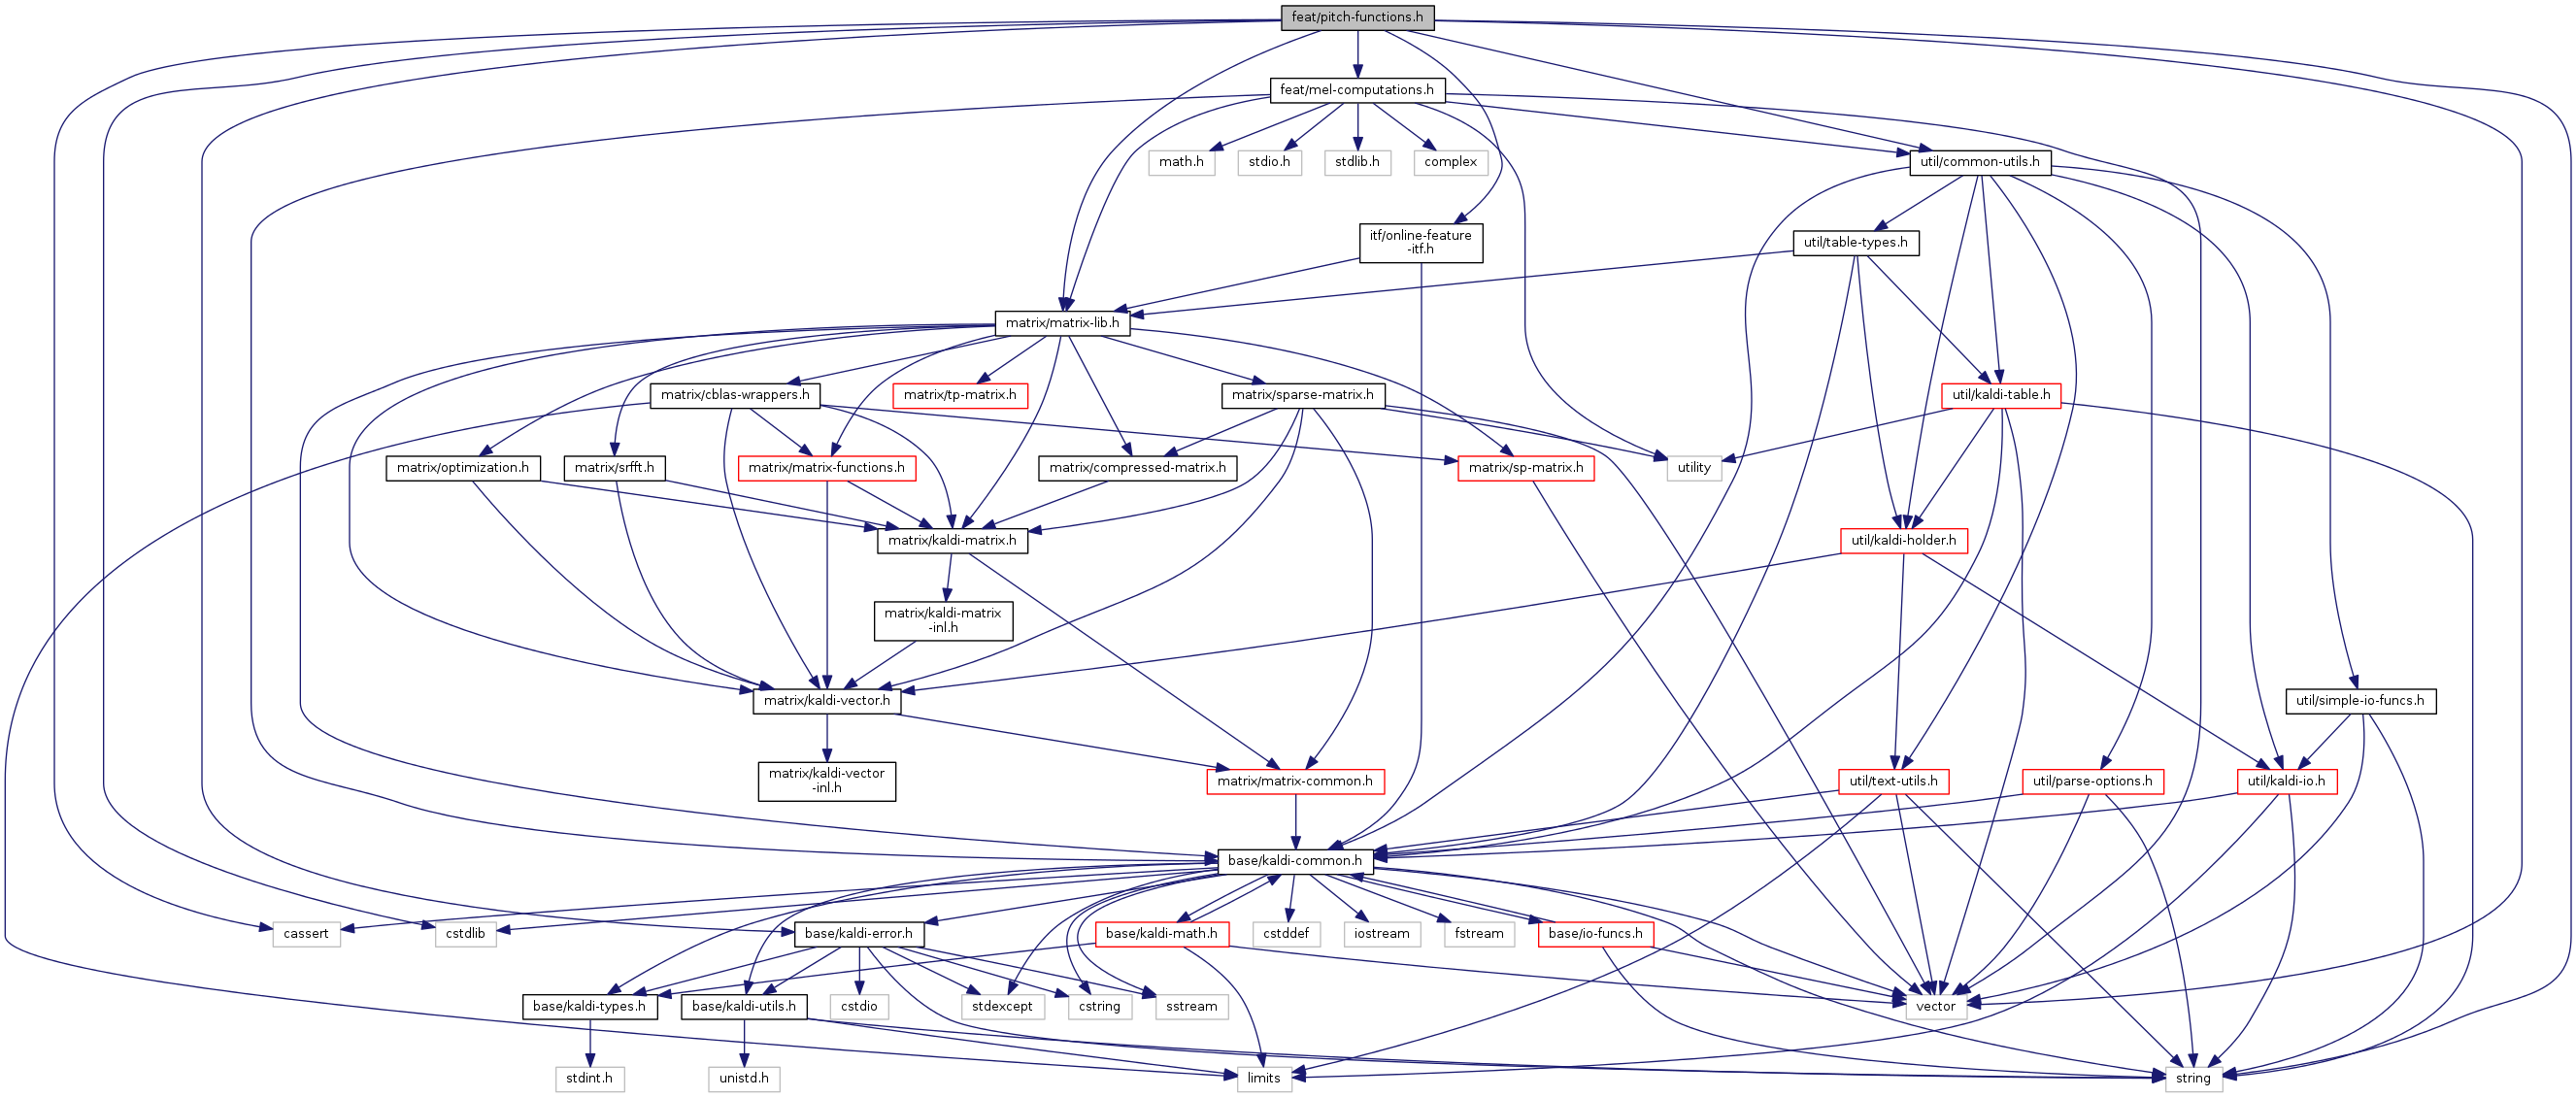 feat/pitch-functions.h
feat/mel-computations.h
math.h
stdio.h
stdlib.h
complex
util/common-utils.h
itf/online-feature
-itf.h
util/table-types.h
matrix/matrix-lib.h
matrix/cblas-wrappers.h
matrix/tp-matrix.h
matrix/sparse-matrix.h
util/kaldi-table.h
matrix/optimization.h
matrix/srfft.h
matrix/matrix-functions.h
matrix/compressed-matrix.h
matrix/sp-matrix.h
utility
matrix/kaldi-matrix.h
util/kaldi-holder.h
matrix/kaldi-matrix
-inl.h
matrix/kaldi-vector.h
util/simple-io-funcs.h
matrix/kaldi-vector
-inl.h
matrix/matrix-common.h
util/text-utils.h
util/parse-options.h
util/kaldi-io.h
base/kaldi-common.h
cassert
cstdlib
base/kaldi-error.h
base/kaldi-math.h
cstddef
iostream
fstream
base/io-funcs.h
base/kaldi-types.h
base/kaldi-utils.h
cstdio
stdexcept
cstring
sstream
vector
stdint.h
unistd.h
limits
string